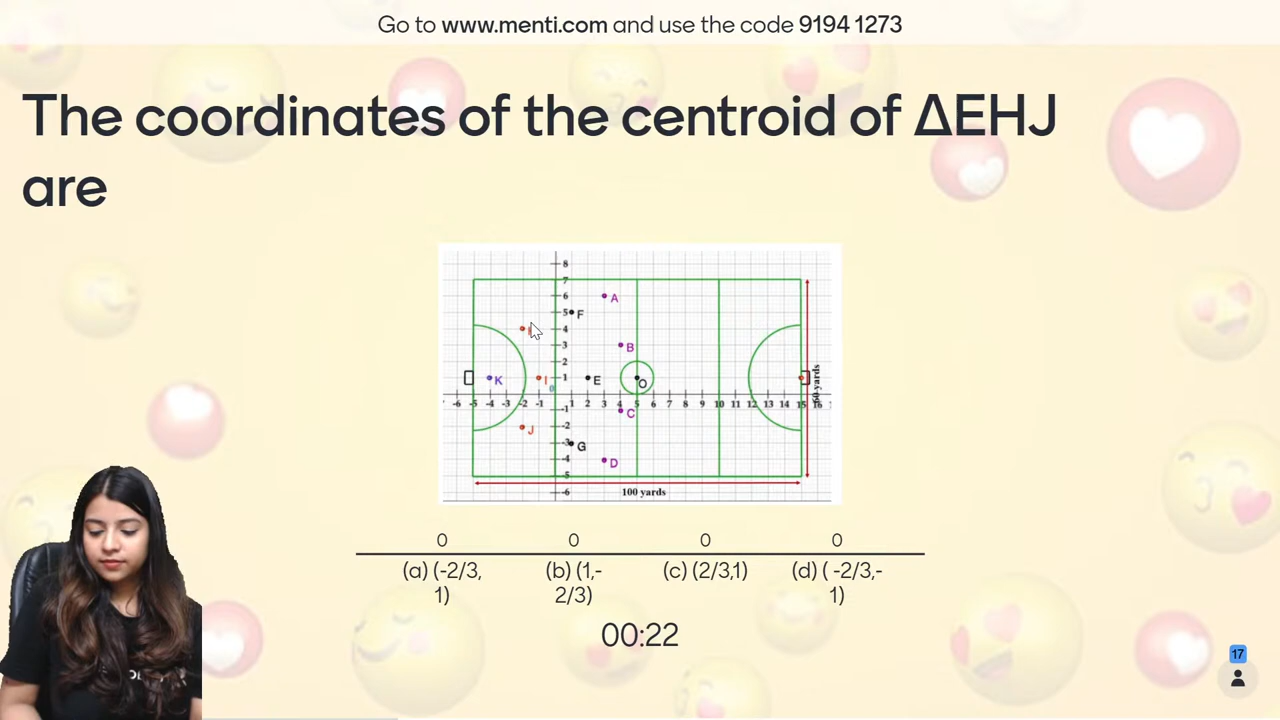 Go to www.menti.com and use the code 9194 1273
The coordinates of the centroid of ΔEHJ
are
8
7
6
A
5
F
4
3
B
2
K
I
1
E
O
0
-6 -5 -4 -3 -2 -1 1 2 3 4 5 6 7 8 9 10 11 12 13 14 15 16
60 yards
-1
C
J
-2
-3
G
-4
D
-5
-6
100 yards
0 0 0 0
(a) (-2/3, (b) (1,- (c) (2/3,1) (d) ( -2/3,-
1) 2/3) 1)
00:22
17